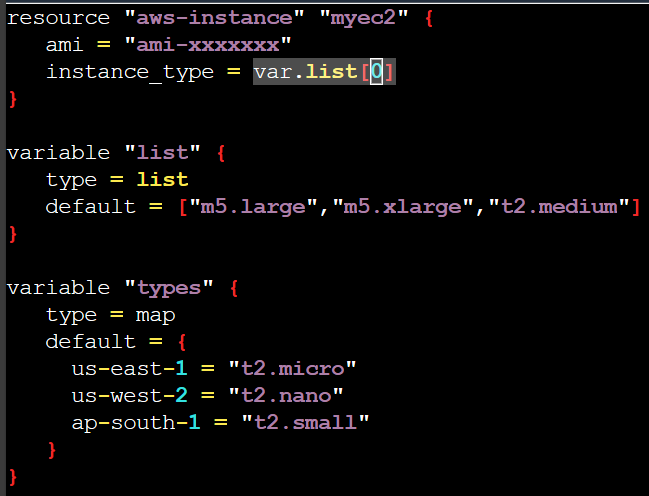 resource "aws-instance" "myec2" {
   ami = "ami-xxxxxxx"
   instance_type = var.list[0]
}

variable "list" {
   type = list
   default = ["m5.large","m5.xlarge","t2.medium"]
}

variable "types" {
   type = map
   default = {
     us-east-1 = "t2.micro"
     us-west-2 = "t2.nano"
     ap-south-1 = "t2.small"
   }
}